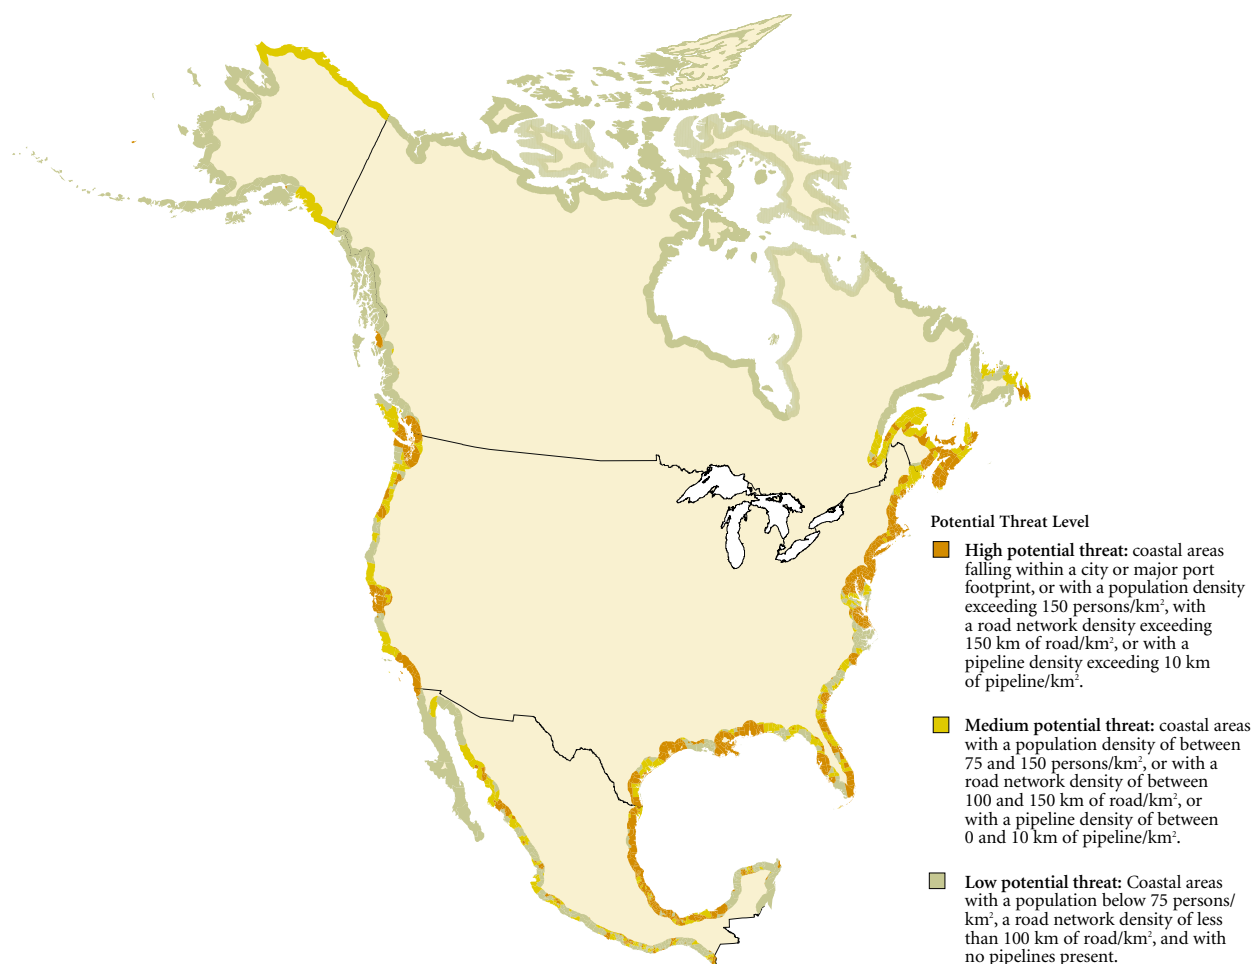 Potential Threat Level
High potential threat: coastal areas
falling within a city or major port
footprint, or with a population density
exceeding 150 persons/km², with
a road network density exceeding
150 km of road/km², or with a
pipeline density exceeding 10 km
of pipeline/km².
Medium potential threat: coastal areas
with a population density of between
75 and 150 persons/km², or with a
road network density of between
100 and 150 km of road/km², or
with a pipeline density of between
0 and 10 km of pipeline/km².
Low potential threat: Coastal areas
with a population below 75 persons/
km², a road network density of less
than 100 km of road/km², and with
no pipelines present.